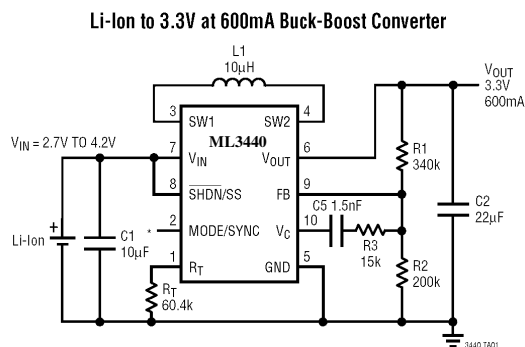 Li-Ion to 3.3V at 600mA Buck-Boost Converter
L1
10µH
VOUT
3.3V
600mA
3
4
SW1
SW2
ML3440
VIN = 2.7V TO 4.2V
7
VIN
VOUT
6
R1
340k
8
SHDN/SS
FB
9
C5 1.5nF
+
Li-Ion
C1
10µF
*
2
MODE/SYNC
VC
10
R3
15k
C2
22µF
1
RT
GND
5
R2
200k
RT
60.4k
3440 TA01